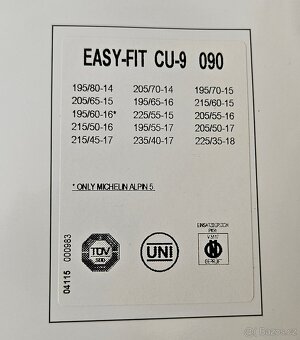 EASY-FIT CU-9 090
195/80-14 205/70-14 195/70-15
205/65-15 195/65-16 215/60-15
195/60-16* 225/55-15 205/55-16
215/50-16 195/55-17 205/50-17
215/45-17 235/40-17 225/35-18
* ONLY MICHELIN ALPIN 5
TÜV
UNI
GEPRÜFT
04115 000983
bazos.cz